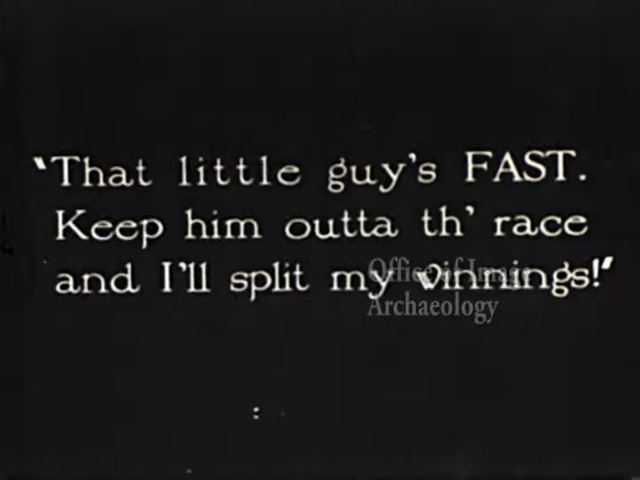 "That little guy's FAST.
Keep him outta th' race
and I'll split my winnings!"
Office of Image
Archaeology